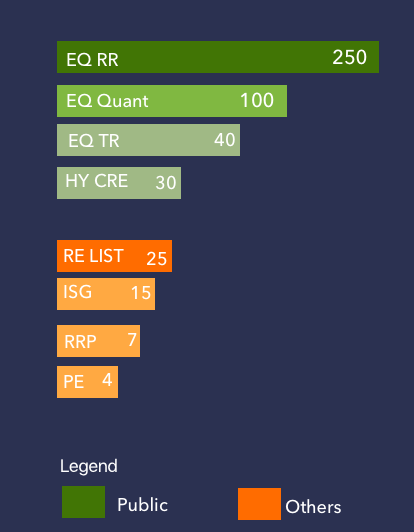 EQ RR 250
EQ Quant 100
EQ TR 40
HY CRE 30
RE LIST 25
ISG 15
RRP 7
PE 4
Legend
Public Others